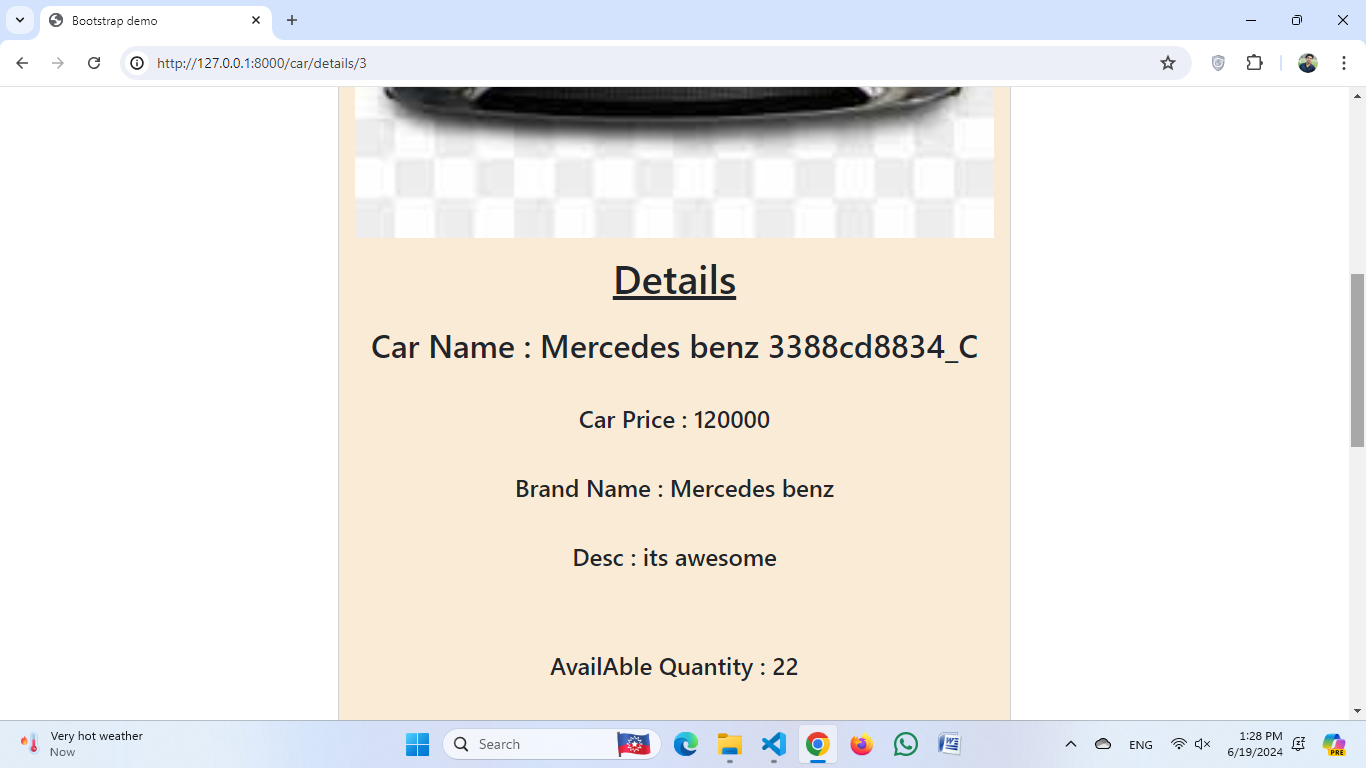 Bootstrap demo
http://127.0.0.1:8000/car/details/3
Details
Car Name : Mercedes benz 3388cd8834_C
Car Price : 120000
Brand Name : Mercedes benz
Desc : its awesome
AvailAble Quantity : 22
Very hot weather
Now
Search
ENG
1:28 PM
6/19/2024
PRE